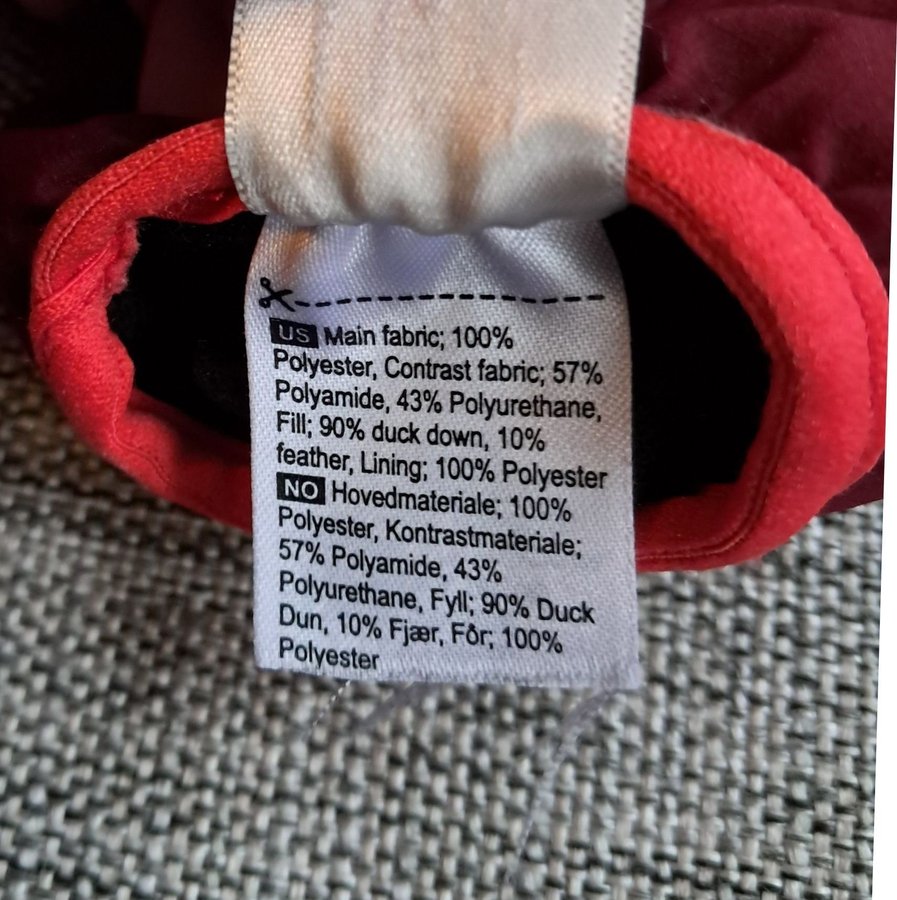 US Main fabric; 100%
Polyester, Contrast fabric; 57%
Polyamide, 43% Polyurethane,
Fill; 90% duck down, 10%
feather, Lining; 100% Polyester
NO Hovedmateriale; 100%
Polyester, Kontrastmateriale;
57% Polyamide, 43%
Polyurethane, Fyll; 90% Duck
Dun, 10% Fjær, Fôr; 100%
Polyester